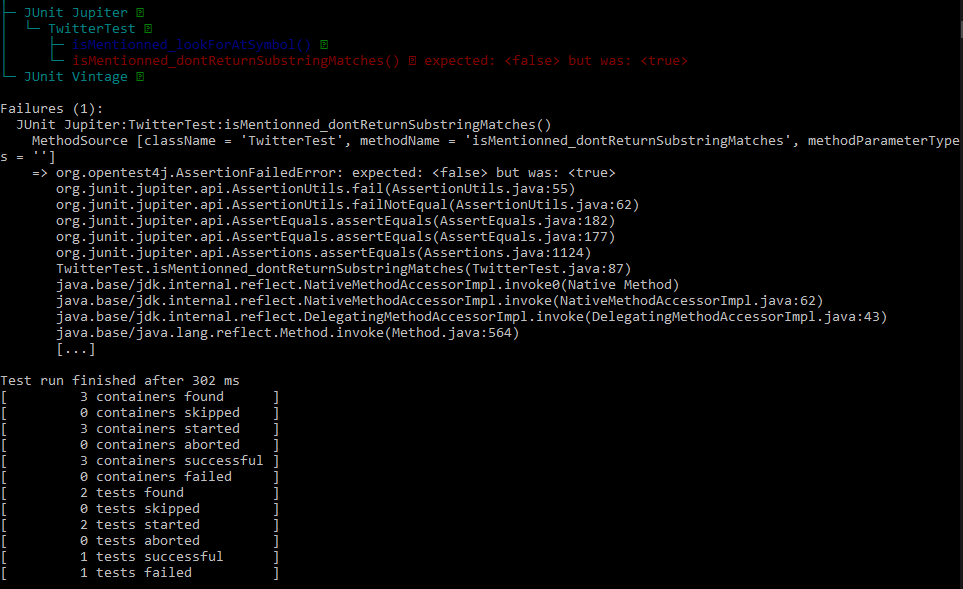 ├─ JUnit Jupiter
│  └─ TwitterTest
│     ├─ isMentionned_lookForAtSymbol()
│     └─ isMentionned_dontReturnSubstringMatches() expected: <false> but was: <true>
└─ JUnit Vintage
Failures (1):
JUnit Jupiter:TwitterTest:isMentionned_dontReturnSubstringMatches()
MethodSource [className = 'TwitterTest', methodName = 'isMentionned_dontReturnSubstringMatches', methodParameterType
s = '']
=> org.opentest4j.AssertionFailedError: expected: <false> but was: <true>
org.junit.jupiter.api.AssertionUtils.fail(AssertionUtils.java:55)
org.junit.jupiter.api.AssertionUtils.failNotEqual(AssertionUtils.java:62)
org.junit.jupiter.api.AssertEquals.assertEquals(AssertEquals.java:182)
org.junit.jupiter.api.AssertEquals.assertEquals(AssertEquals.java:177)
org.junit.jupiter.api.Assertions.assertEquals(Assertions.java:1124)
TwitterTest.isMentionned_dontReturnSubstringMatches(TwitterTest.java:87)
java.base/jdk.internal.reflect.NativeMethodAccessorImpl.invoke0(Native Method)
java.base/jdk.internal.reflect.NativeMethodAccessorImpl.invoke(NativeMethodAccessorImpl.java:62)
java.base/jdk.internal.reflect.DelegatingMethodAccessorImpl.invoke(DelegatingMethodAccessorImpl.java:43)
java.base/java.lang.reflect.Method.invoke(Method.java:564)
[...]
Test run finished after 302 ms
[ 3 containers found ]
[ 0 containers skipped ]
[ 3 containers started ]
[ 0 containers aborted ]
[ 3 containers successful ]
[ 0 containers failed ]
[ 2 tests found ]
[ 0 tests skipped ]
[ 2 tests started ]
[ 0 tests aborted ]
[ 1 tests successful ]
[ 1 tests failed ]